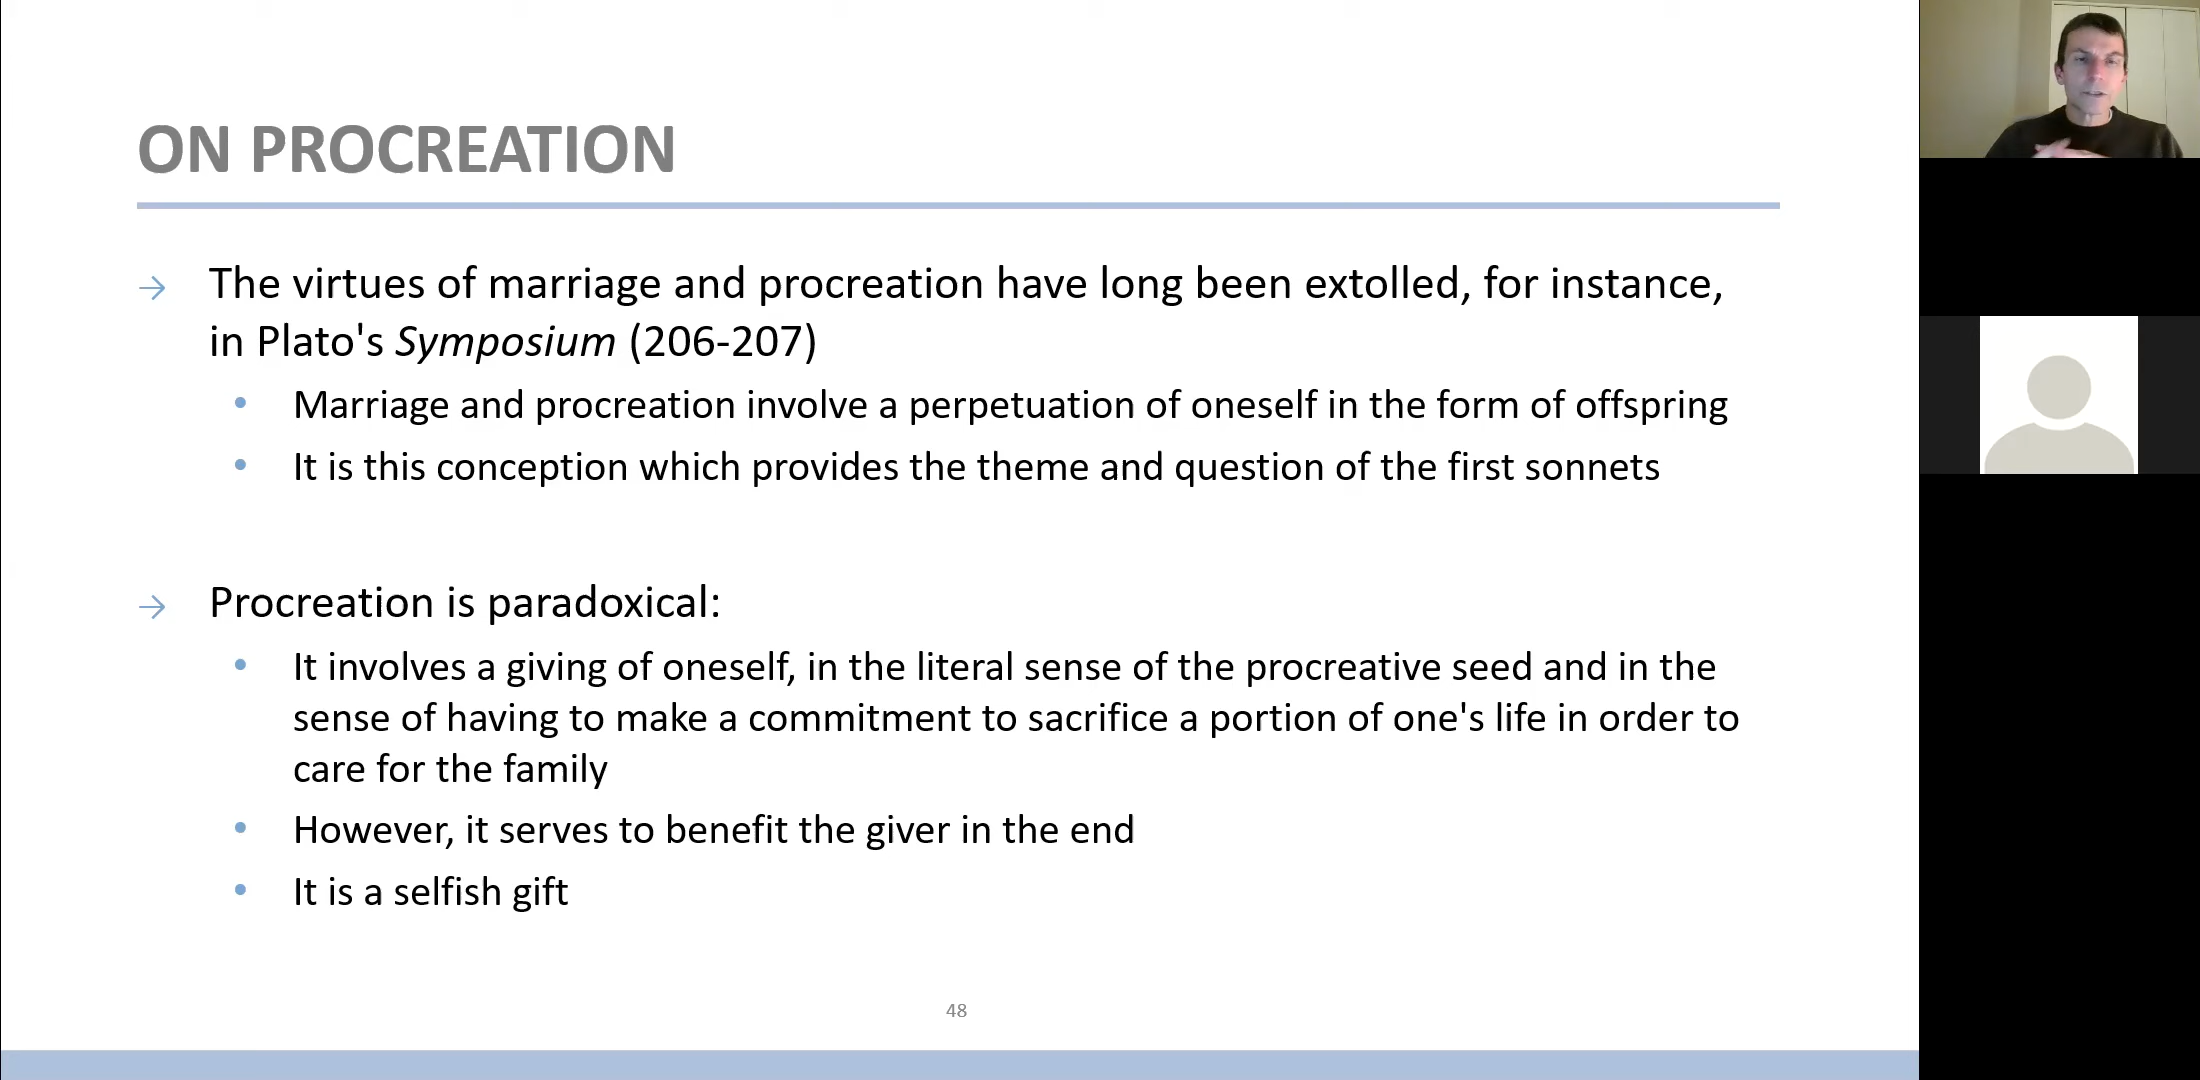 ON PROCREATION
→ The virtues of marriage and procreation have long been extolled, for instance,
in Plato's Symposium (206-207)
• Marriage and procreation involve a perpetuation of oneself in the form of offspring
• It is this conception which provides the theme and question of the first sonnets
→ Procreation is paradoxical:
• It involves a giving of oneself, in the literal sense of the procreative seed and in the
sense of having to make a commitment to sacrifice a portion of one's life in order to
care for the family
• However, it serves to benefit the giver in the end
• It is a selfish gift
48